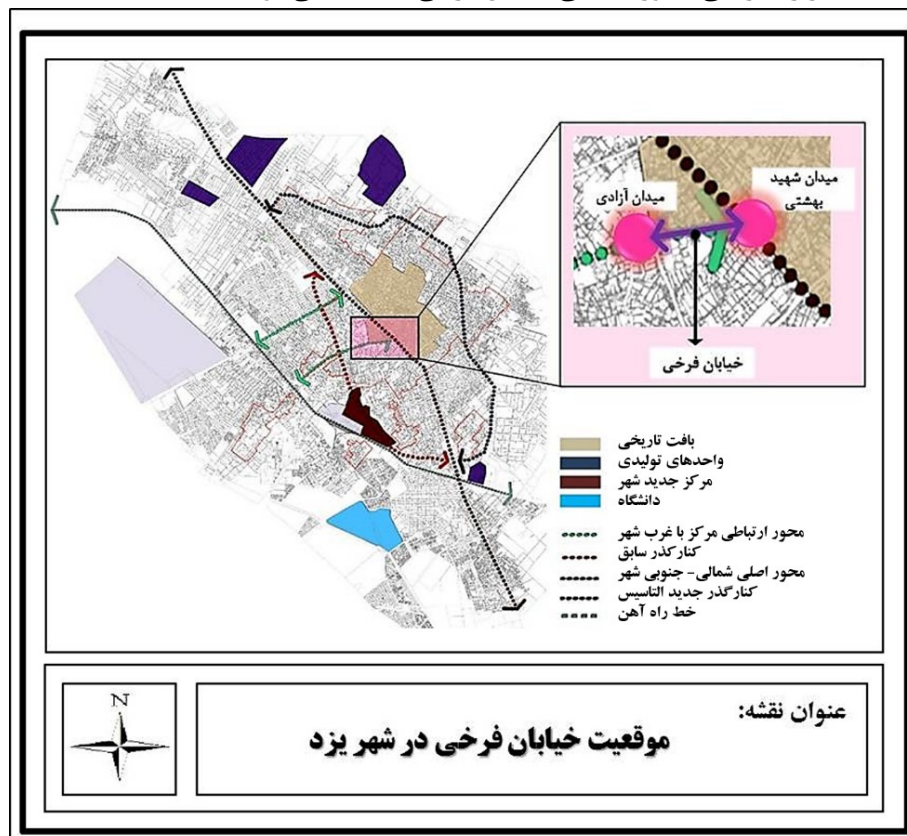 میدان شهید
بهشتی
میدان آزادی
خیابان فرخی
بافت تاریخی
واحدهای تولیدی
مرکز جدید شهر
دانشگاه
محور ارتباطی مرکز با غرب شهر
کنارگذر سابق
محور اصلی شمالی- جنوبی شهر
کنارگذر جدید التاسیس
خط راه آهن
N
عنوان نقشه:
موقعیت خیابان فرخی در شهر یزد